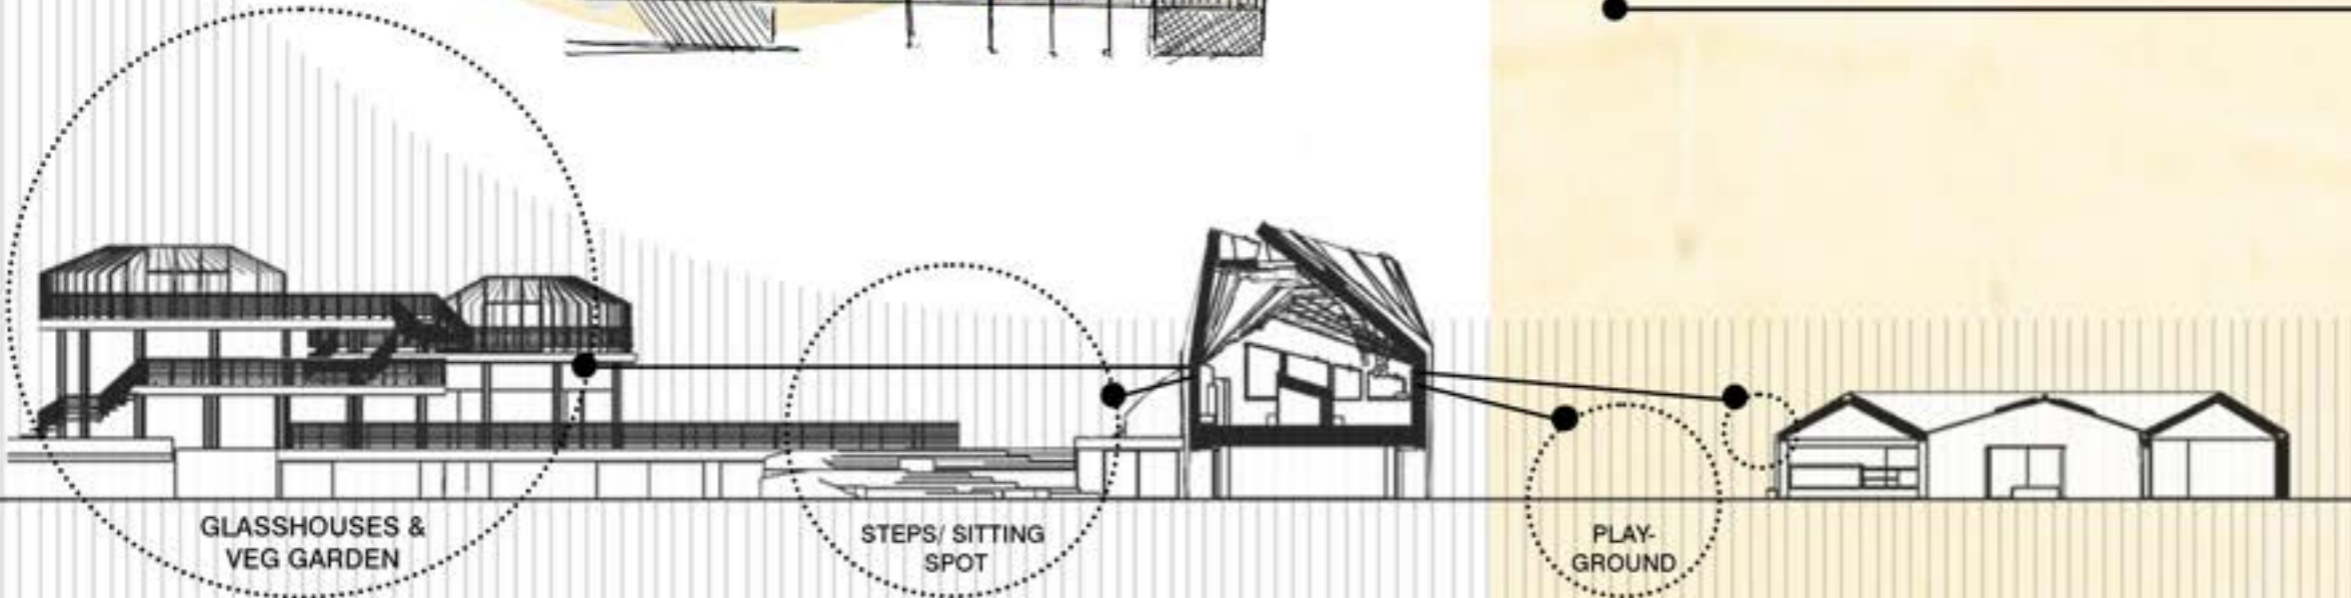 GLASSHOUSES &
VEG GARDEN
STEPS/ SITTING
SPOT
PLAY-
GROUND